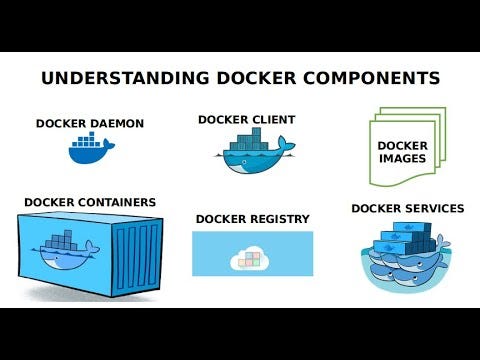 UNDERSTANDING DOCKER COMPONENTS
DOCKER DAEMON
DOCKER CLIENT
DOCKER
IMAGES
DOCKER CONTAINERS
DOCKER REGISTRY
DOCKER SERVICES